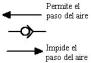 Permite el
paso del aire
Impide el
paso del aire